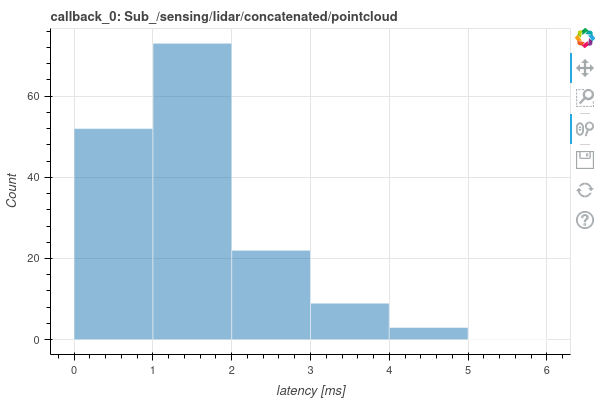 callback_0: Sub_/sensing/lidar/concatenated/pointcloud
Count
60
40
20
0
0 1 2 3 4 5 6
latency [ms]